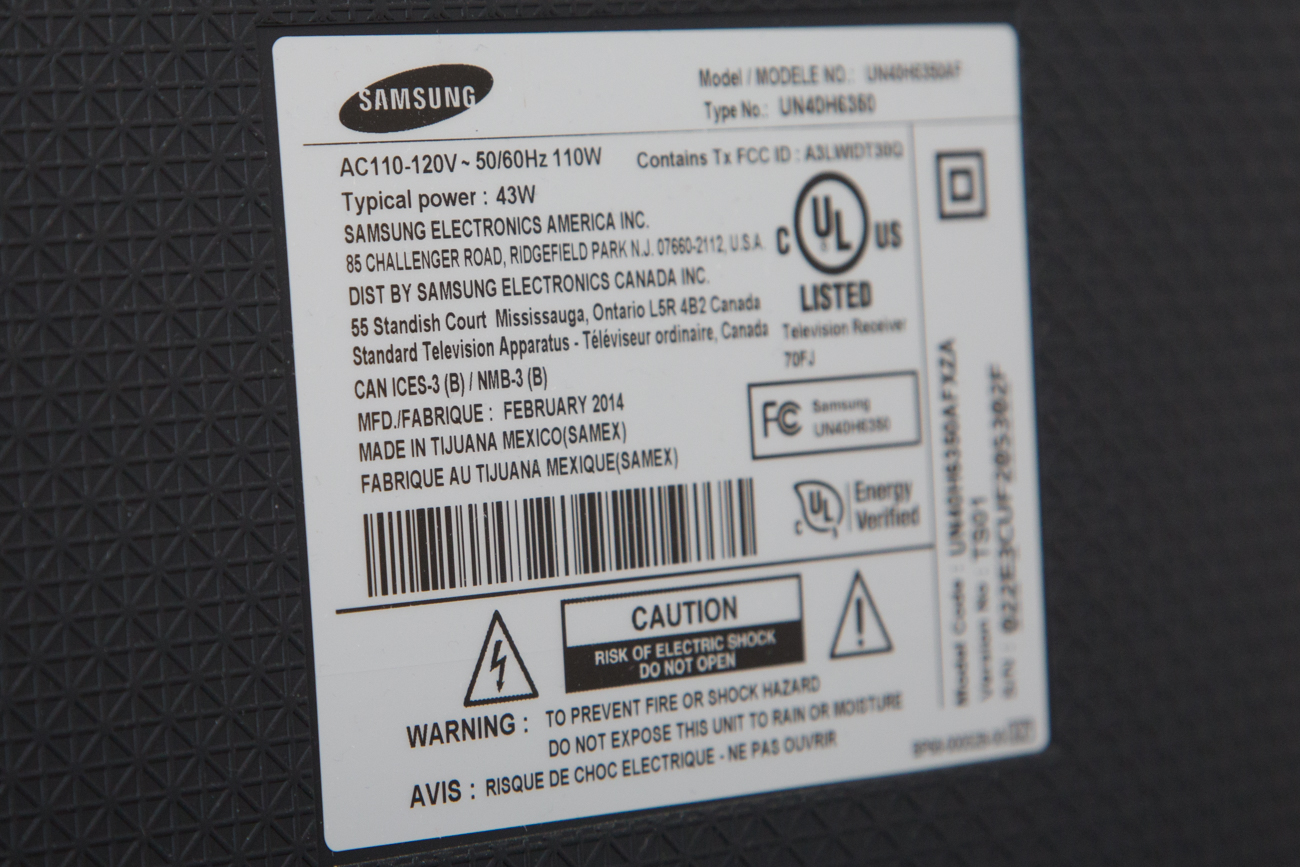 SAMSUNG
Model / MODELE NO.: UN40H6350AF
Type No.: UN40H6350
AC110-120V ~ 50/60Hz 110W
Contains Tx FCC ID : A3LWIDT30Q
Typical power : 43W
SAMSUNG ELECTRONICS AMERICA INC.
85 CHALLENGER ROAD, RIDGEFIELD PARK N.J. 07660-2112, U.S.A.
DIST BY SAMSUNG ELECTRONICS CANADA INC.
55 Standish Court Mississauga, Ontario L5R 4B2 Canada
Standard Television Apparatus - Téléviseur ordinaire, Canada
CAN ICES-3 (B) / NMB-3 (B)
MFD./FABRIQUE : FEBRUARY 2014
MADE IN TIJUANA MEXICO(SAMEX)
FABRIQUE AU TIJUANA MEXIQUE(SAMEX)
C UL US
LISTED
Television Receiver
70FJ
FC Samsung
UN40H6350
C UL S
Energy
Verified
CAUTION
RISK OF ELECTRIC SHOCK
DO NOT OPEN
WARNING : TO PREVENT FIRE OR SHOCK HAZARD
DO NOT EXPOSE THIS UNIT TO RAIN OR MOISTURE
AVIS : RISQUE DE CHOC ELECTRIQUE - NE PAS OUVRIR
Model Code : UN40H6350AFXZA
Version No : TS01
S/N : 022E3CUF205302F